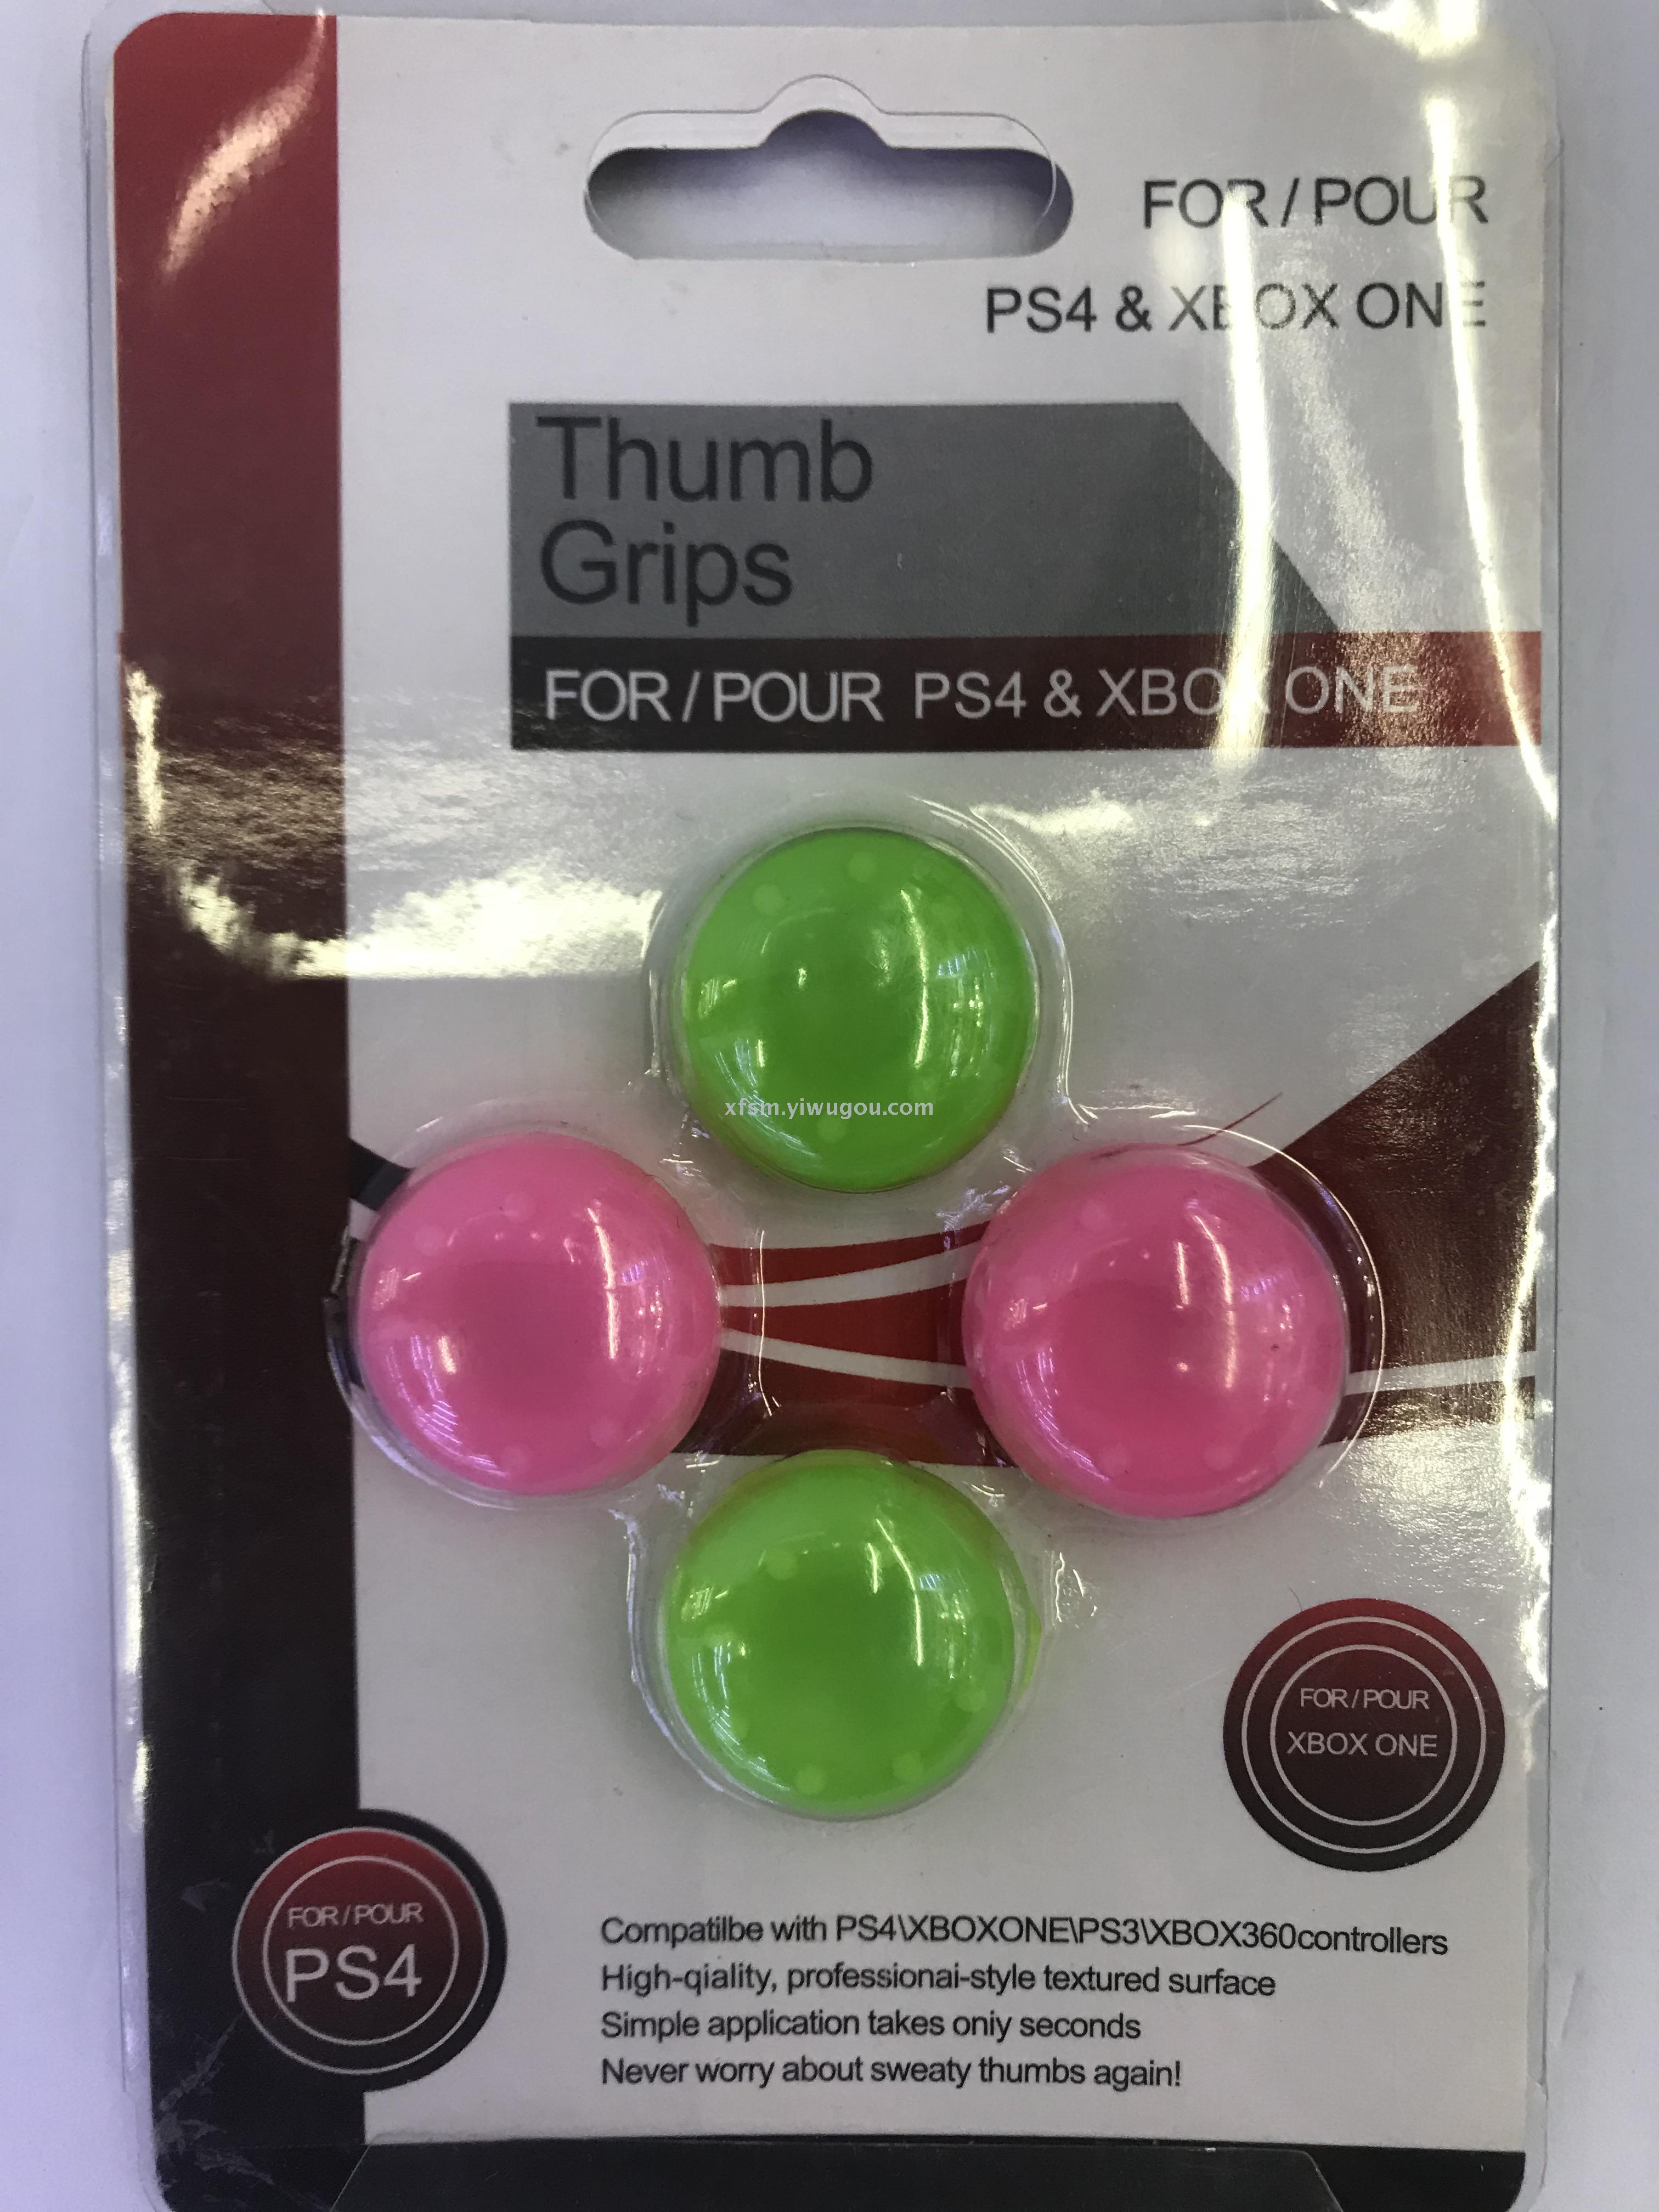 FOR / POUR
PS4 & XBOX ONE
Thumb
Grips
FOR / POUR PS4 & XBOX ONE
xfsm.yiwugou.com
FOR / POUR
XBOX ONE
FOR / POUR
PS4
Compatilbe with PS4\XBOXONE\PS3\XBOX360controllers
High-qiality, professionai-style textured surface
Simple application takes oniy seconds
Never worry about sweaty thumbs again!